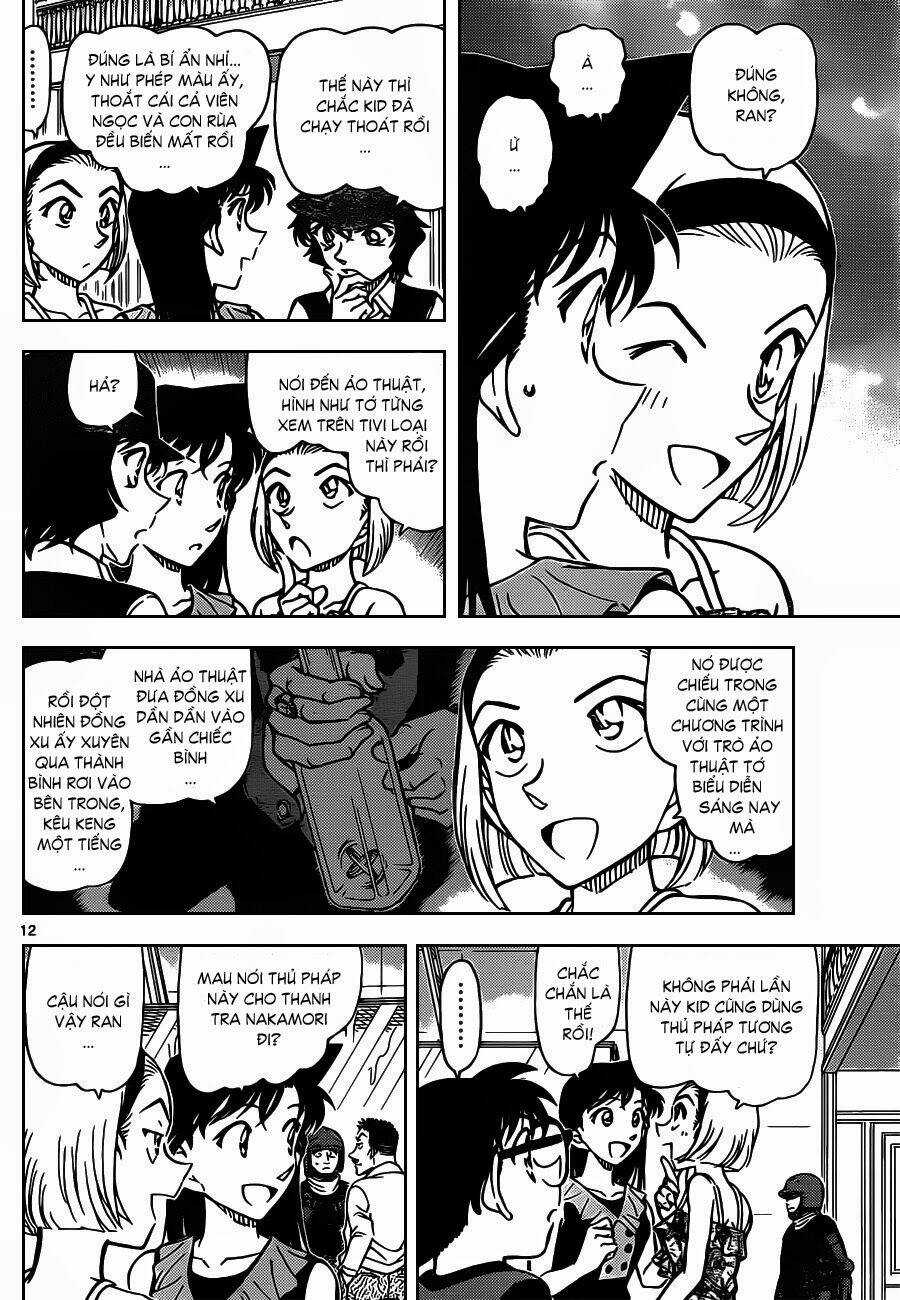 ĐÚNG
KHÔNG,
RAN?
À
...
Ừ
...
THẾ NÀY THÌ
CHẮC KID ĐÃ
CHẠY THOÁT RỒI
...
ĐÚNG LÀ BÍ ẨN NHỈ...
Y NHƯ PHÉP MÀU ẤY,
THOẮT CÁI CẢ VIÊN
NGỌC VÀ CON RÙA
ĐỀU BIẾN MẤT RỒI
...
......
NÓI ĐẾN ẢO THUẬT,
HÌNH NHƯ TỚ TỪNG
XEM TRÊN TIVI LOẠI
NÀY RỒI
THÌ PHẢI?
HẢ?
NÓ ĐƯỢC
CHIẾU TRONG
CÙNG MỘT
CHƯƠNG TRÌNH
VỚI TRÒ ẢO
THUẬT TỚ
BIỂU DIỄN
SÁNG NAY
MÀ
...
NHÀ ẢO THUẬT
ĐƯA ĐỒNG XU
DẦN DẦN VÀO
GẦN CHIẾC
BÌNH
...
RỒI ĐỘT
NHIÊN ĐỒNG
XU ẤY XUYÊN
QUA THÀNH
BÌNH RƠI VÀO
BÊN TRONG,
KÊU KENG
MỘT TIẾNG
...
12
KHÔNG PHẢI LẦN
NÀY KID CŨNG DÙNG
THỦ PHÁP TƯƠNG
TỰ ĐẤY CHỨ?
CHẮC
CHẮN LÀ
THẾ
RỒI!
......
MAU NÓI THỦ PHÁP
NÀY CHO THANH
TRA NAKAMORI
ĐI?
CẬU NÓI GÌ
VẬY RAN
...